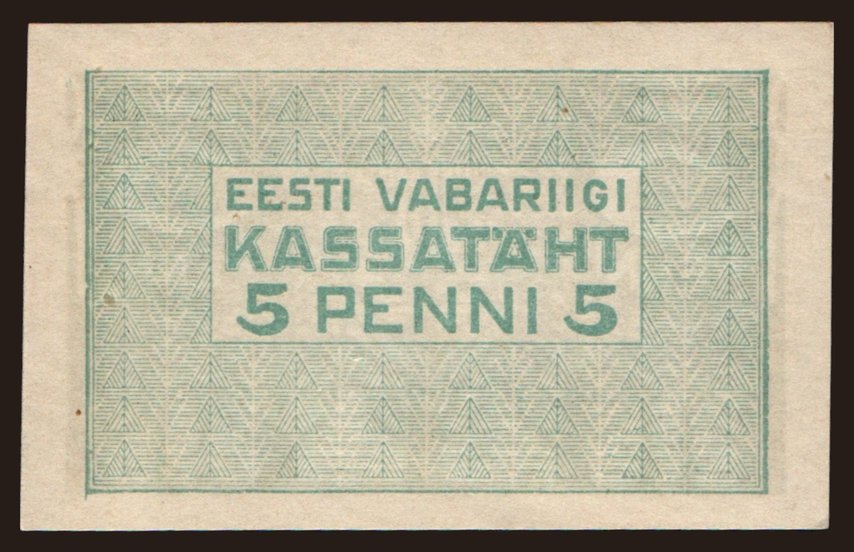 EESTI VABARIIGI
KASSATÄHT
5 PENNI 5